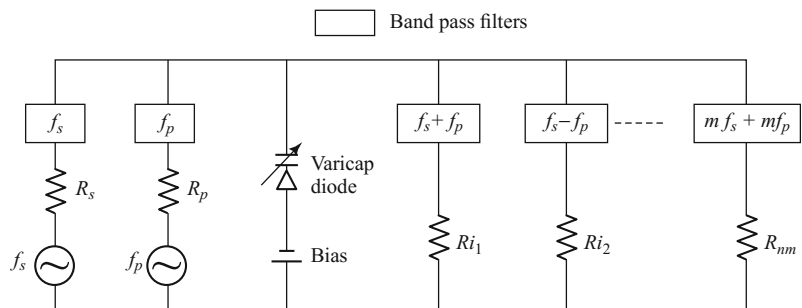 Band pass filters
f_s
f_p
f_s + f_p
f_s – f_p
m f_s + mf_p
R_s
R_p
Varicap
diode
f_s
f_p
Bias
Ri_1
Ri_2
R_nm